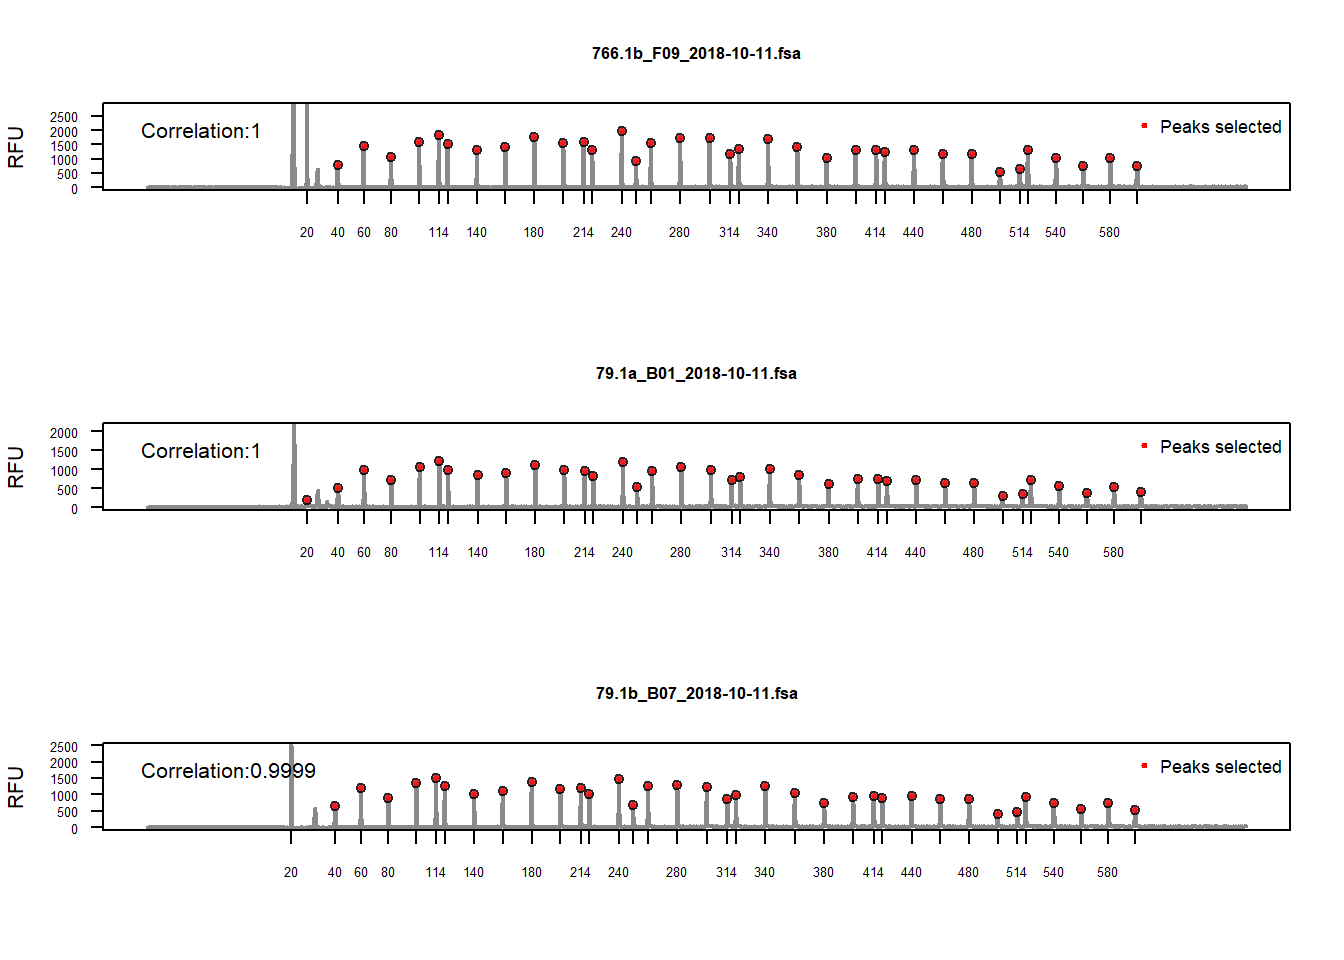 766.1b_F09_2018-10-11.fsa
RFU
2500
2000
1500
1000
500
0
Correlation:1
Peaks selected
20 40 60 80 114 140 180 214 240 280 314 340 380 414 440 480 514 540 580
79.1a_B01_2018-10-11.fsa
RFU
2000
1500
1000
500
0
Correlation:1
Peaks selected
20 40 60 80 114 140 180 214 240 280 314 340 380 414 440 480 514 540 580
79.1b_B07_2018-10-11.fsa
RFU
2500
2000
1500
1000
500
0
Correlation:0.9999
Peaks selected
20 40 60 80 114 140 180 214 240 280 314 340 380 414 440 480 514 540 580